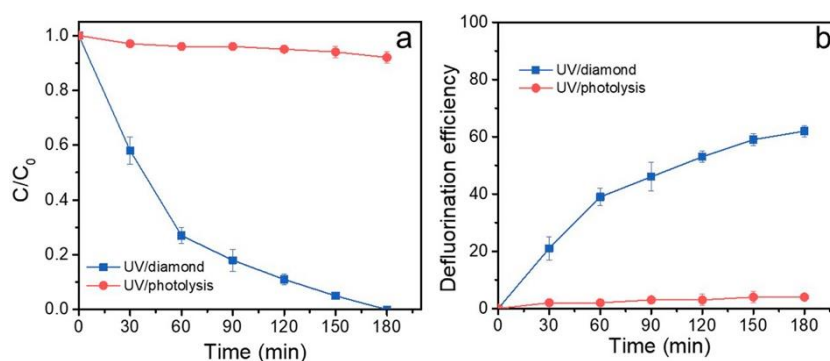 a
1.0
0.8
0.6
0.4
0.2
0.0
C/C0
UV/diamond
UV/photolysis
0 30 60 90 120 150 180
Time (min)
b
100
80
60
40
20
0
Defluorination efficiency
UV/diamond
UV/photolysis
0 30 60 90 120 150 180
Time (min)